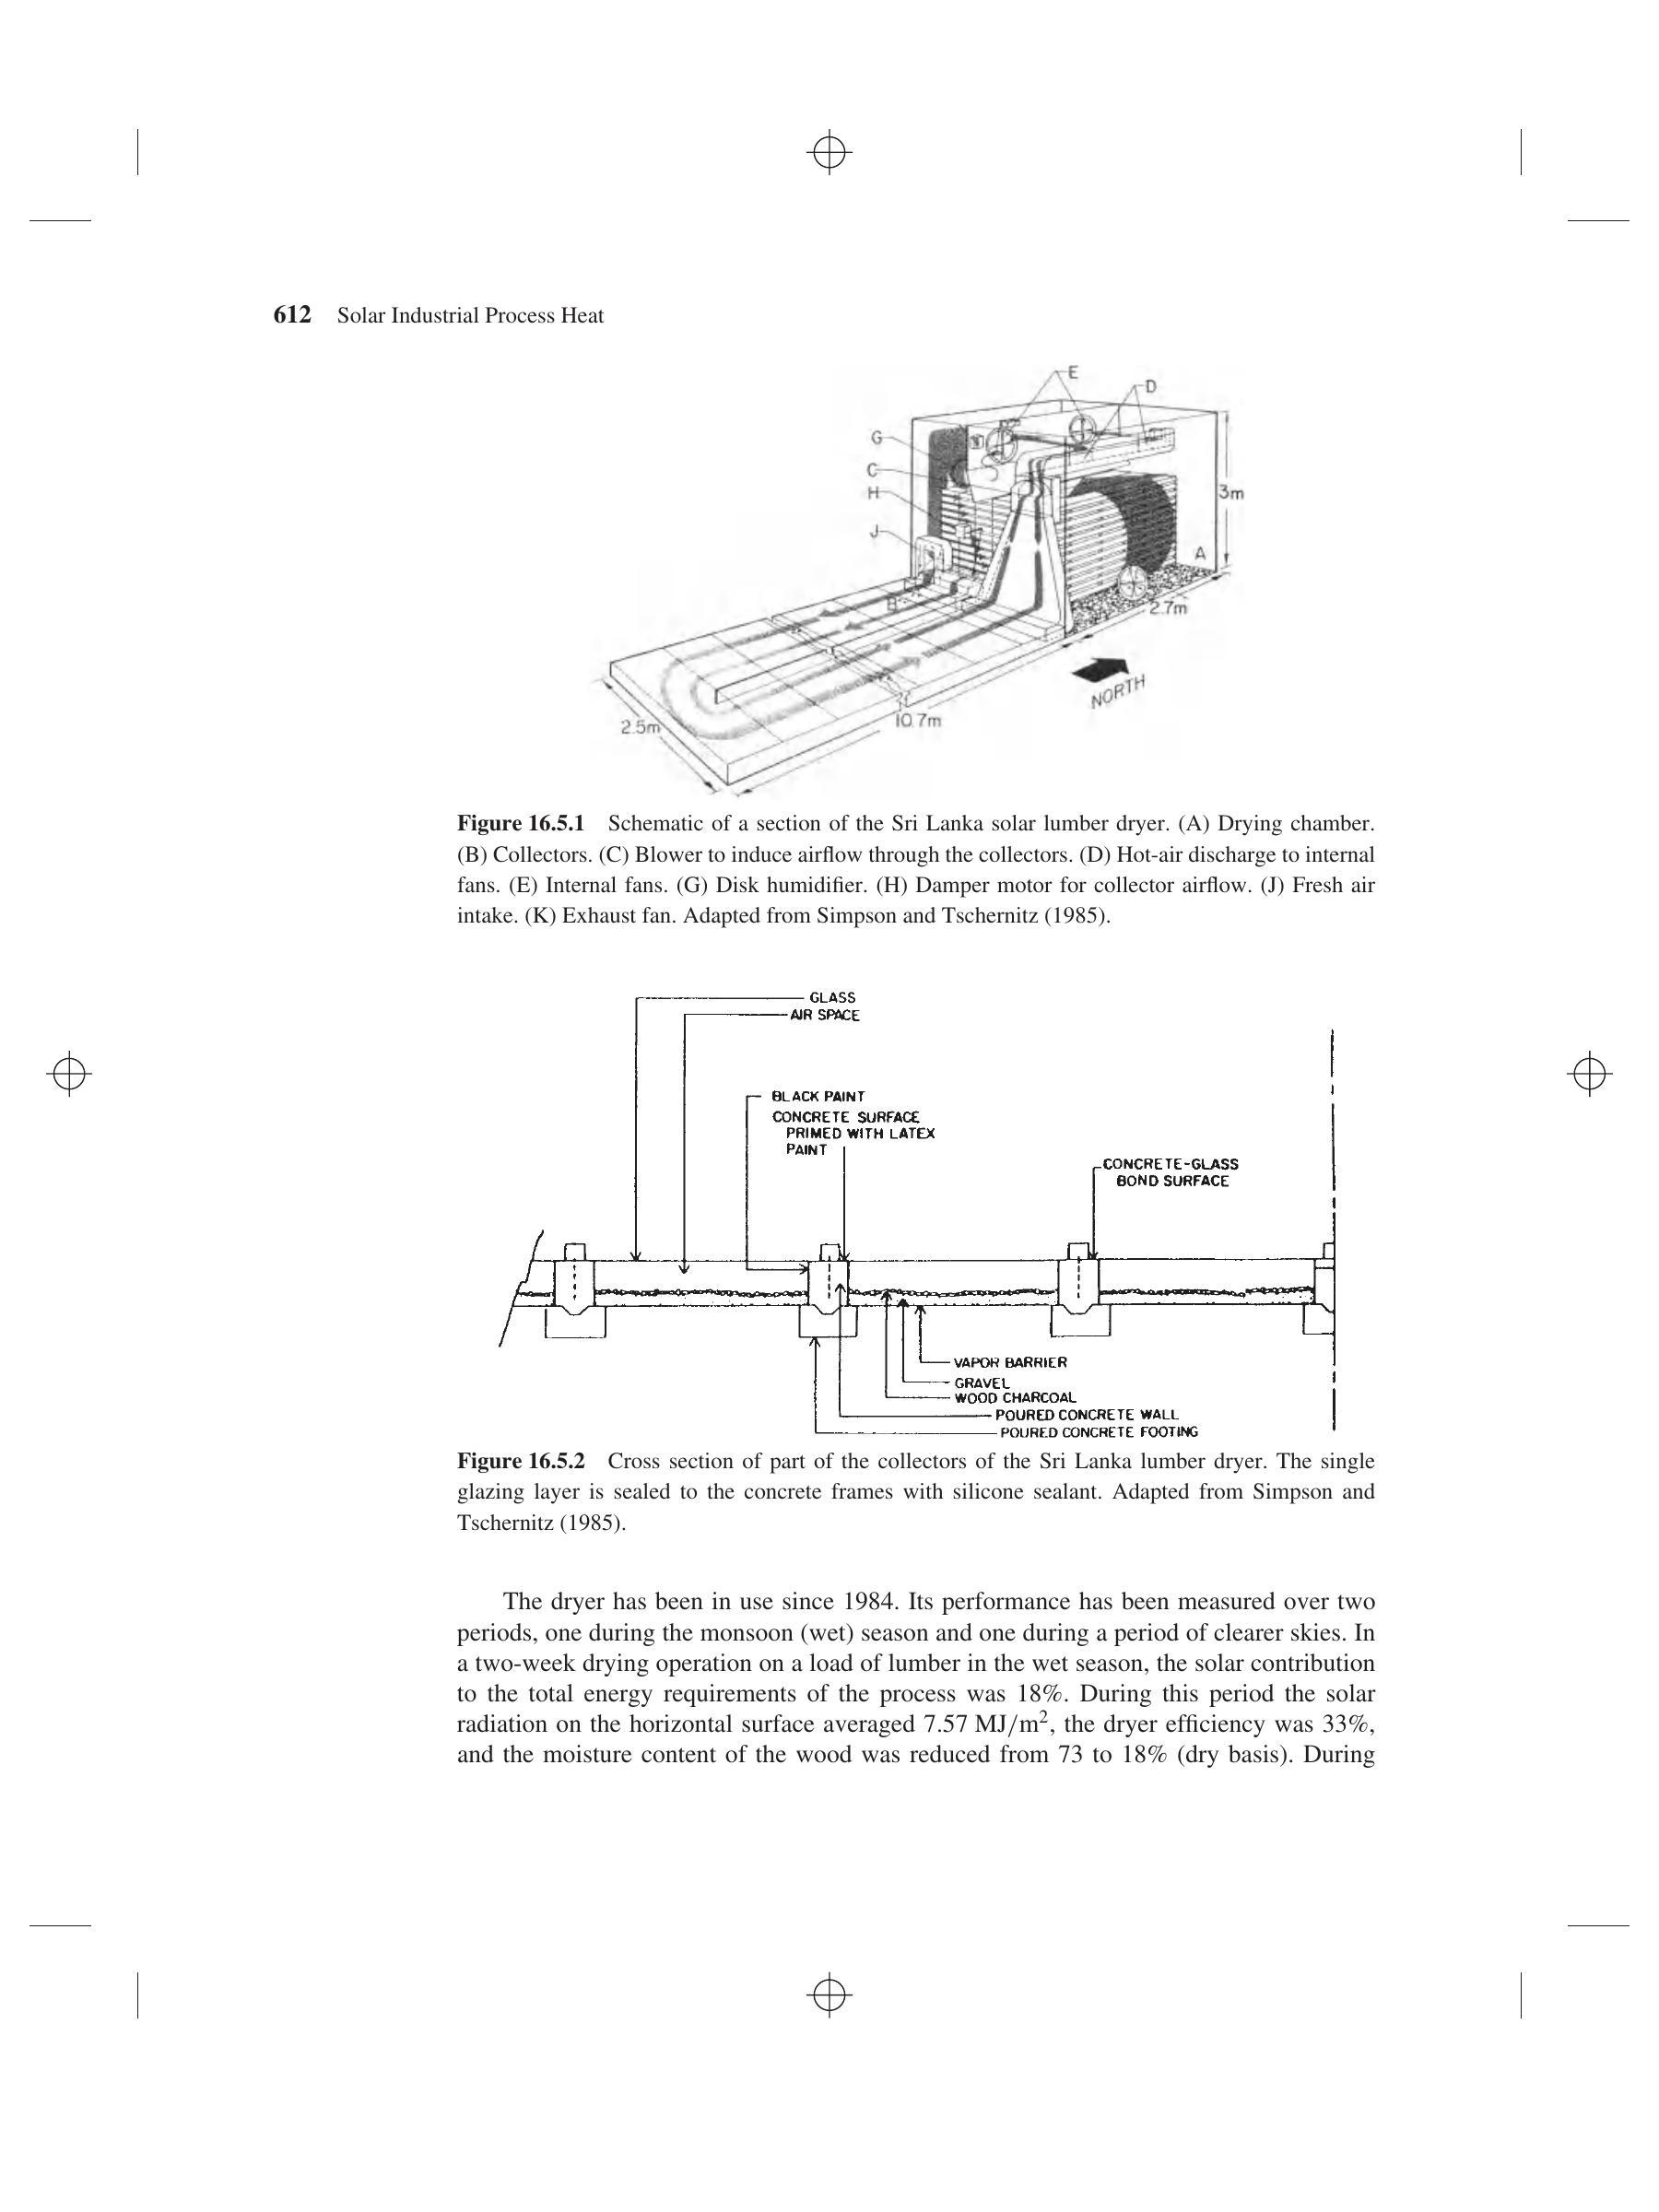 612 Solar Industrial Process Heat
E
D
G
C
H
J
3m
A
B
2.7m
NORTH
10.7m
2.5m
Figure 16.5.1 Schematic of a section of the Sri Lanka solar lumber dryer. (A) Drying chamber.
(B) Collectors. (C) Blower to induce airflow through the collectors. (D) Hot-air discharge to internal
fans. (E) Internal fans. (G) Disk humidifier. (H) Damper motor for collector airflow. (J) Fresh air
intake. (K) Exhaust fan. Adapted from Simpson and Tschernitz (1985).
GLASS
AIR SPACE
BLACK PAINT
CONCRETE SURFACE
PRIMED WITH LATEX
PAINT
CONCRETE-GLASS
BOND SURFACE
VAPOR BARRIER
GRAVEL
WOOD CHARCOAL
POURED CONCRETE WALL
POURED CONCRETE FOOTING
Figure 16.5.2 Cross section of part of the collectors of the Sri Lanka lumber dryer. The single
glazing layer is sealed to the concrete frames with silicone sealant. Adapted from Simpson and
Tschernitz (1985).
The dryer has been in use since 1984. Its performance has been measured over two
periods, one during the monsoon (wet) season and one during a period of clearer skies. In
a two-week drying operation on a load of lumber in the wet season, the solar contribution
to the total energy requirements of the process was 18%. During this period the solar
radiation on the horizontal surface averaged 7.57 MJ/m², the dryer efficiency was 33%,
and the moisture content of the wood was reduced from 73 to 18% (dry basis). During